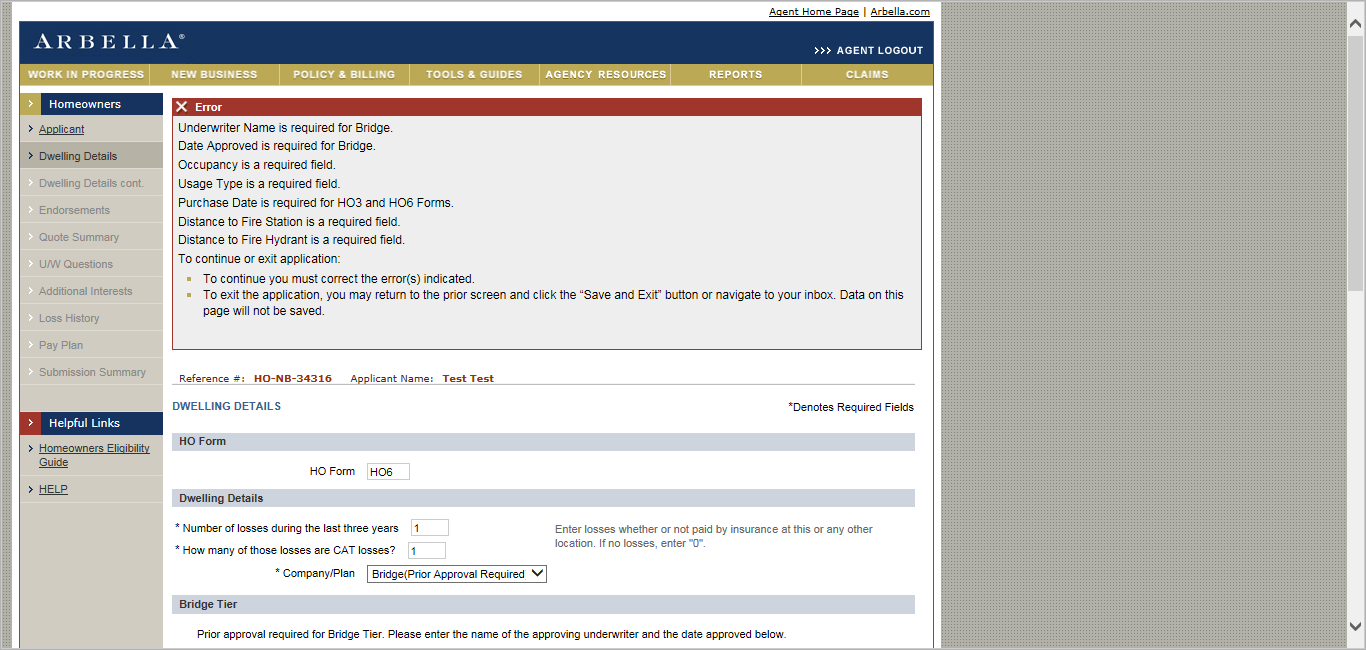 Agent Home Page | Arbella.com
ARBELLA®
>>> AGENT LOGOUT
WORK IN PROGRESS
NEW BUSINESS
POLICY & BILLING
TOOLS & GUIDES
AGENCY RESOURCES
REPORTS
CLAIMS
Homeowners
Applicant
Dwelling Details
Dwelling Details cont.
Endorsements
Quote Summary
U/W Questions
Additional Interests
Loss History
Pay Plan
Submission Summary
Helpful Links
Homeowners Eligibility
Guide
HELP
Error
Underwriter Name is required for Bridge.
Date Approved is required for Bridge.
Occupancy is a required field.
Usage Type is a required field.
Purchase Date is required for HO3 and HO6 Forms.
Distance to Fire Station is a required field.
Distance to Fire Hydrant is a required field.
To continue or exit application:
To continue you must correct the error(s) indicated.
To exit the application, you may return to the prior screen and click the “Save and Exit” button or navigate to your inbox. Data on
this page will not be saved.
Reference #: HO-NB-34316 Applicant Name: Test Test
DWELLING DETAILS
*Denotes Required Fields
HO Form
HO Form HO6
Dwelling Details
* Number of losses during the last three years 1
Enter losses whether or not paid by insurance at this or any other
location. If no losses, enter "0".
* How many of those losses are CAT losses? 1
* Company/Plan Bridge(Prior Approval Required
Bridge Tier
Prior approval required for Bridge Tier. Please enter the name of the approving underwriter and the date approved below.